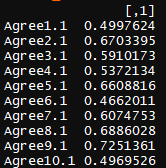 [,1]
Agree1.1 0.4997624
Agree2.1 0.6703395
Agree3.1 0.5910173
Agree4.1 0.5372134
Agree5.1 0.6608816
Agree6.1 0.4662011
Agree7.1 0.6074753
Agree8.1 0.6886028
Agree9.1 0.7251361
Agree10.1 0.4969526